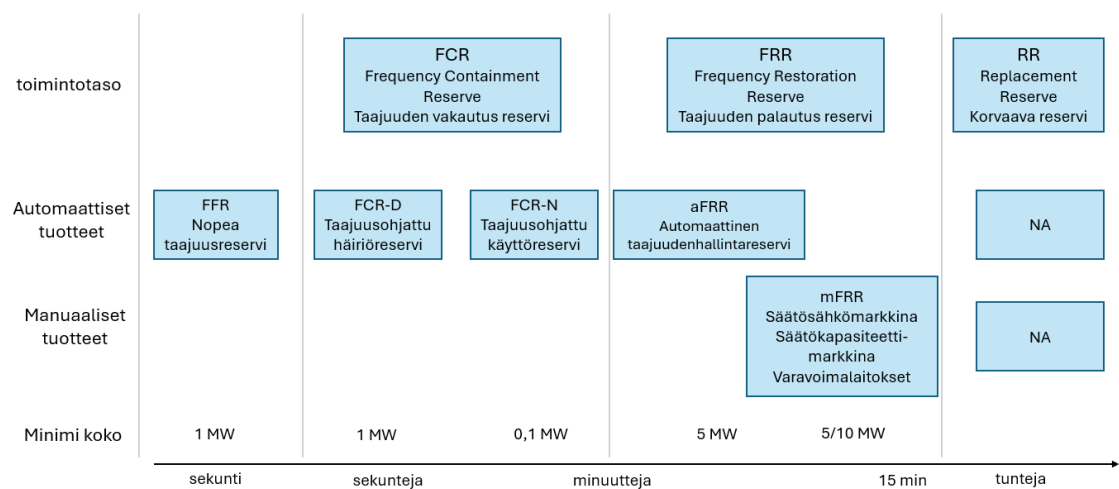 toimintotaso
FCR
Frequency Containment
Reserve
Taajuuden vakautus reservi
FRR
Frequency Restoration
Reserve
Taajuuden palautus reservi
RR
Replacement
Reserve
Korvaava reservi
Automaattiset
tuotteet
FFR
Nopea
taajuusreservi
FCR-D
Taajuusohjattu
häiriöreservi
FCR-N
Taajuusohjattu
käyttöreservi
aFRR
Automaattinen
taajuudenhallintareservi
NA
Manuaaliset
tuotteet
mFRR
Säätösähkömarkkina
Säätökapasiteetti-
markkina
Varavoimalaitokset
NA
Minimi koko
1 MW
1 MW
0,1 MW
5 MW
5/10 MW
sekunti
sekunteja
minuutteja
15 min
tunteja